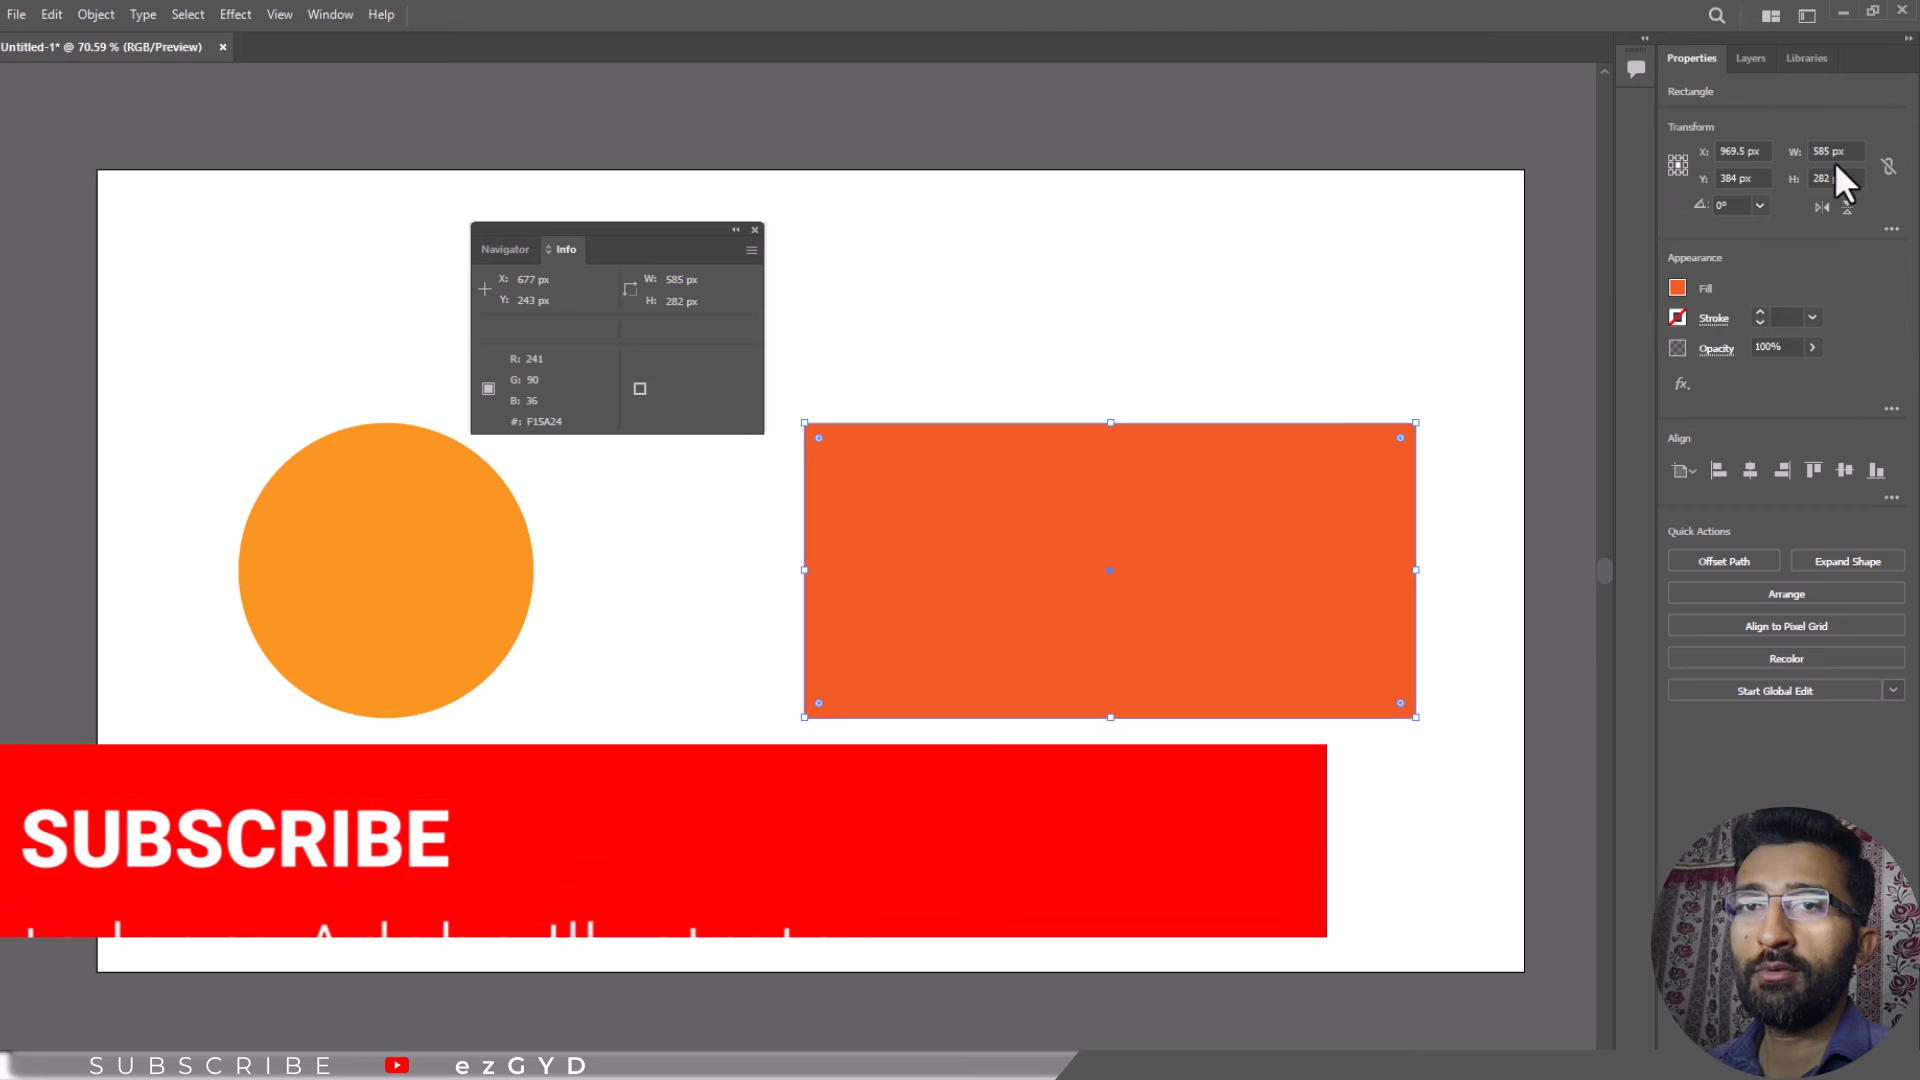 File Edit Object Type Select Effect View Window Help
Untitled-1* @ 70.59 % (RGB/Preview) ×
Properties Layers Libraries
Rectangle
Transform
X: 969.5 px W: 585 px
Y: 384 px H: 282
0°
Navigator Info
X: 677 px W: 585 px
Y: 243 px H: 282 px
R: 241
G: 90
B: 36
#: F15A24
Appearance
Fill
Stroke
Opacity 100%
fx.
Align
Quick Actions
Offset Path Expand Shape
Arrange
Align to Pixel Grid
Recolor
Start Global Edit
SUBSCRIBE
SUBSCRIBE ezGYD